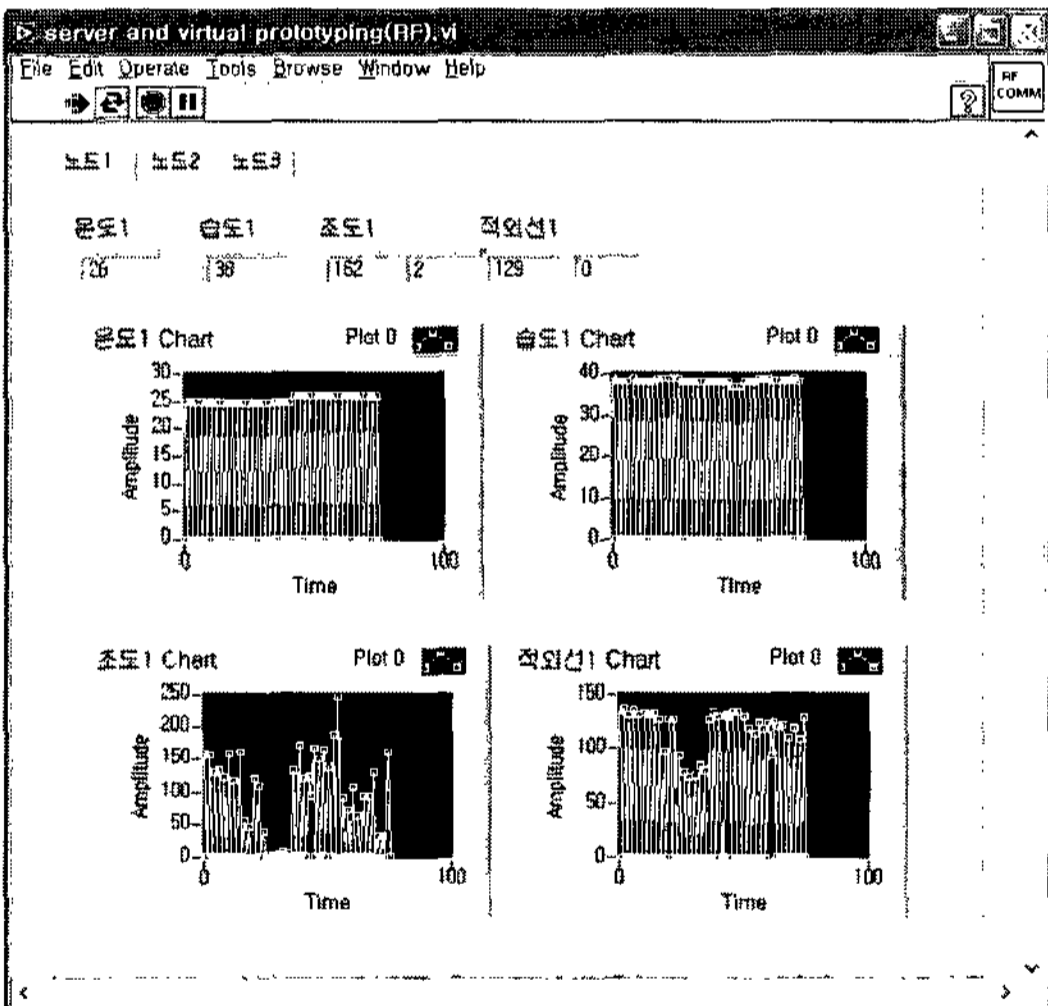 server and virtual prototyping(RF).vi
File Edit Operate Tools Browse Window Help
RF COMM
노드1 노드2 노드3
온도1 습도1 조도1 적외선1
26 38 162 2 129 0
온도1 Chart Plot 0
습도1 Chart Plot 0
30
25
20
15
10
5
0
Amplitude
0 100
Time
40
30
20
10
0
Amplitude
0 100
Time
조도1 Chart Plot 0
적외선1 Chart Plot 0
250
200
150
100
50
0
Amplitude
0 100
Time
150
100
50
0
Amplitude
0 100
Time